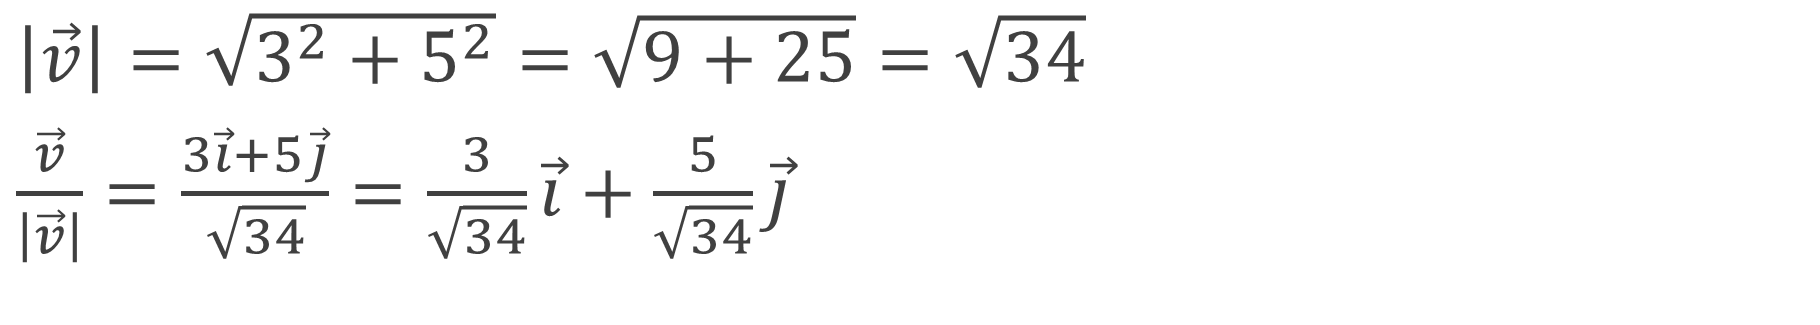 |v⃗| = √(3² + 5²) = √(9 + 25) = √34
v⃗/|v⃗| = (3i⃗+5j⃗)/√34 = 3/√34 i⃗ + 5/√34 j⃗